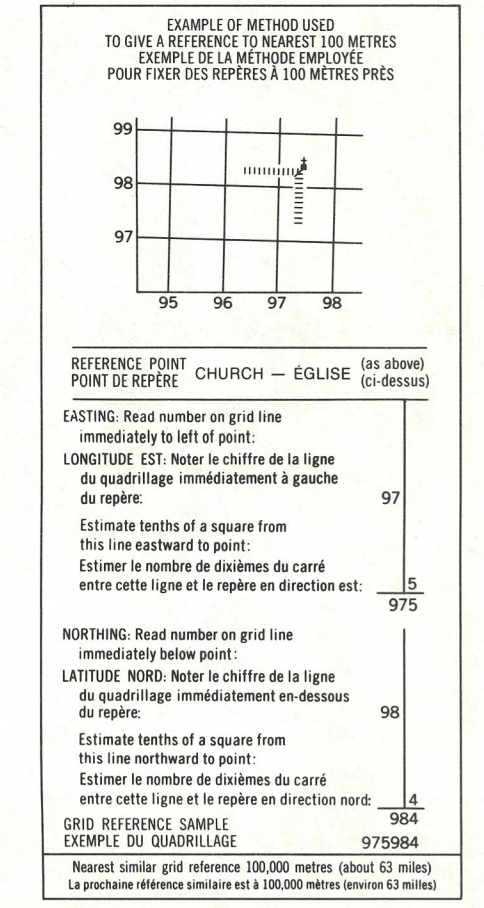 EXAMPLE OF METHOD USED
TO GIVE A REFERENCE TO NEAREST 100 METRES
EXEMPLE DE LA MÉTHODE EMPLOYÉE
POUR FIXER DES REPÈRES À 100 MÈTRES PRÈS
99
98
97
95 96 97 98
REFERENCE POINT
POINT DE REPÈRE
CHURCH — ÉGLISE
(as above)
(ci-dessus)
EASTING: Read number on grid line
immediately to left of point:
LONGITUDE EST: Noter le chiffre de la ligne
du quadrillage immédiatement à gauche
du repère: 97
Estimate tenths of a square from
this line eastward to point:
Estimer le nombre de dixièmes du carré
entre cette ligne et le repère en direction est: 5
975
NORTHING: Read number on grid line
immediately below point:
LATITUDE NORD: Noter le chiffre de la ligne
du quadrillage immédiatement en-dessous
du repère: 98
Estimate tenths of a square from
this line northward to point:
Estimer le nombre de dixièmes du carré
entre cette ligne et le repère en direction nord: 4
984
GRID REFERENCE SAMPLE
EXEMPLE DU QUADRILLAGE 975984
Nearest similar grid reference 100,000 metres (about 63 miles)
La prochaine référence similaire est à 100,000 mètres (environ 63 milles)